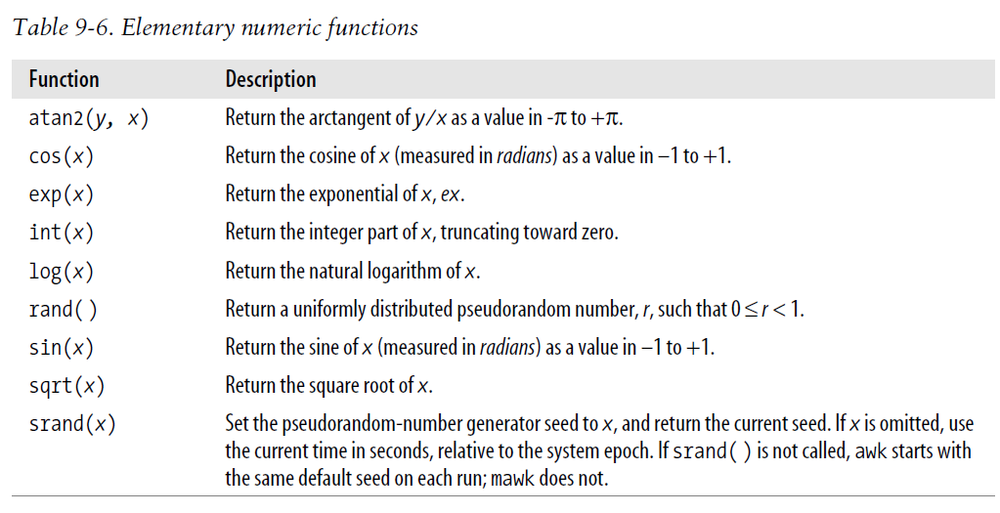 Table 9-6. Elementary numeric functions
Function Description
atan2(y, x) Return the arctangent of y/x as a value in -π to +π.
cos(x) Return the cosine of x (measured in radians) as a value in –1 to +1.
exp(x) Return the exponential of x, ex.
int(x) Return the integer part of x, truncating toward zero.
log(x) Return the natural logarithm of x.
rand( ) Return a uniformly distributed pseudorandom number, r, such that 0 ≤ r < 1.
sin(x) Return the sine of x (measured in radians) as a value in –1 to +1.
sqrt(x) Return the square root of x.
srand(x) Set the pseudorandom-number generator seed to x, and return the current seed. If x is omitted, use
the current time in seconds, relative to the system epoch. If srand( ) is not called, awk starts with
the same default seed on each run; mawk does not.